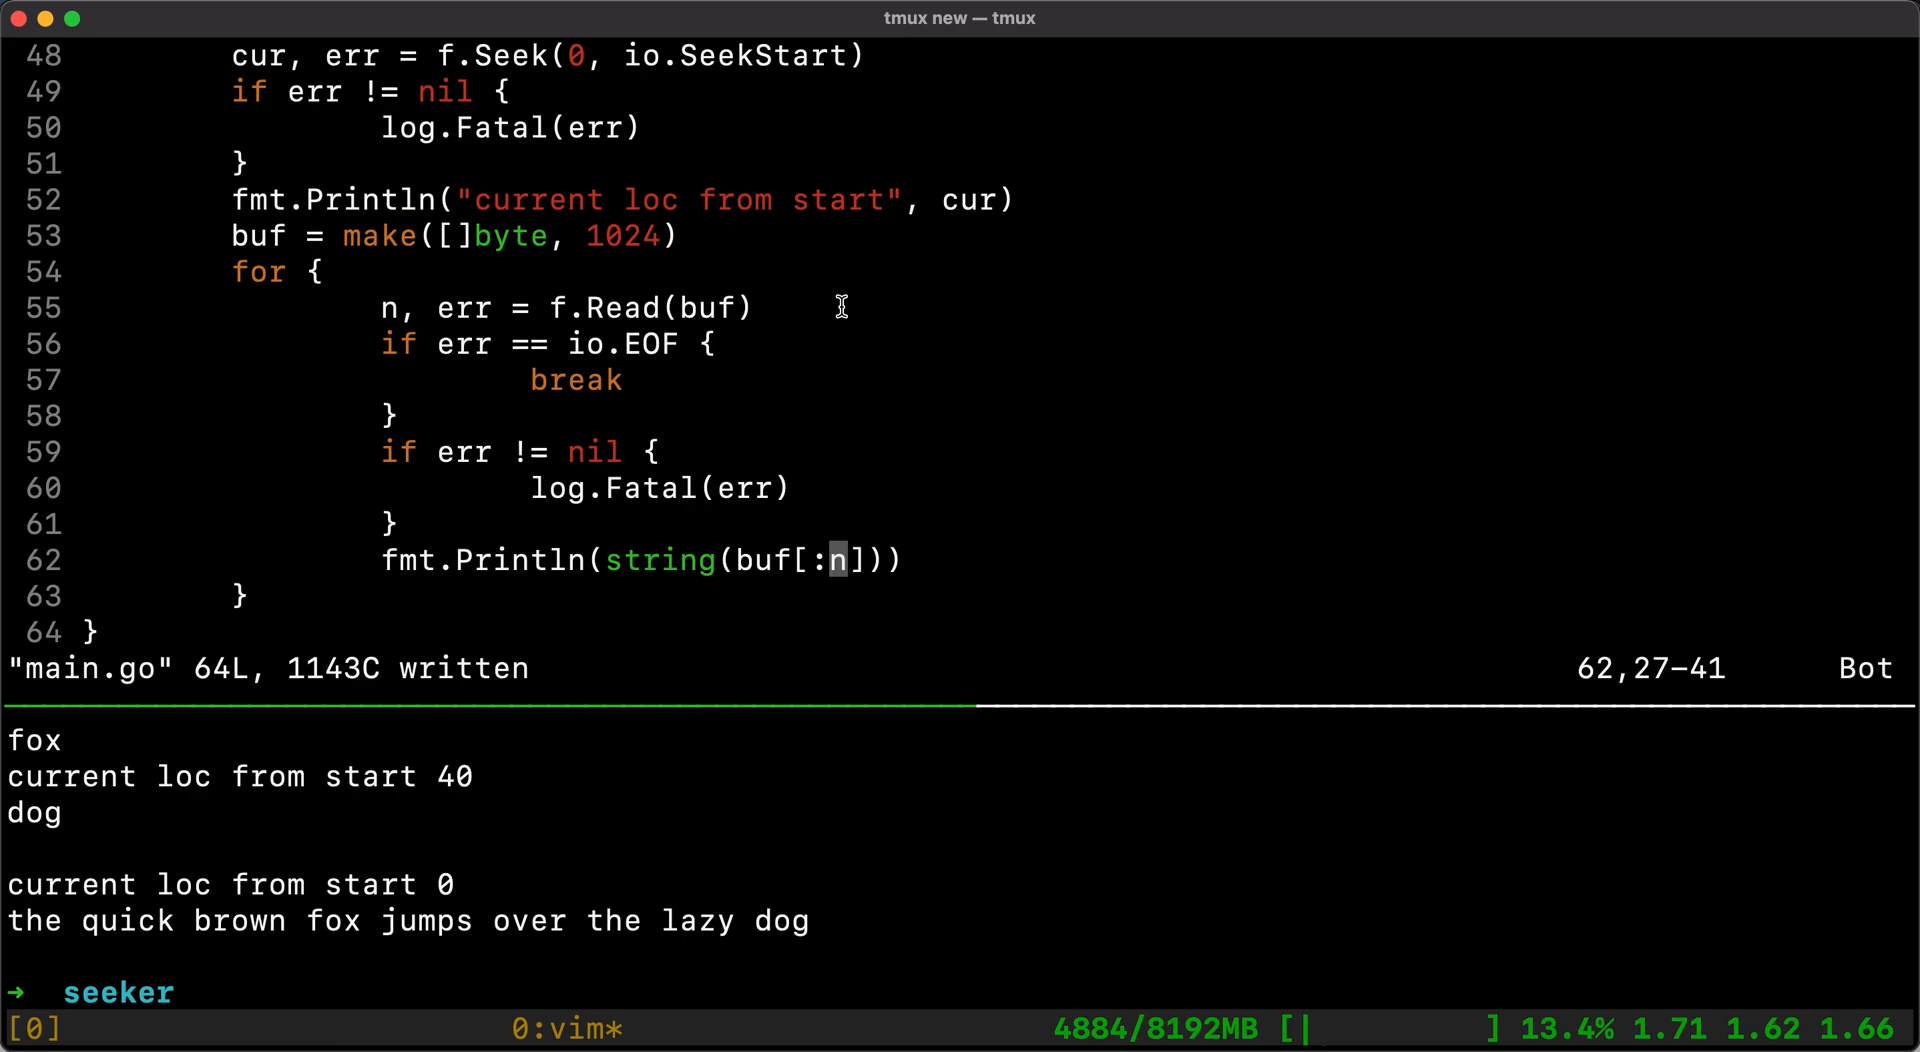 tmux new — tmux
48 cur, err = f.Seek(0, io.SeekStart)
49 if err != nil {
50 log.Fatal(err)
51 }
52 fmt.Println("current loc from start", cur)
53 buf = make([]byte, 1024)
54 for {
55 n, err = f.Read(buf)
56 if err == io.EOF {
57 break
58 }
59 if err != nil {
60 log.Fatal(err)
61 }
62 fmt.Println(string(buf[:n]))
63 }
64 }
"main.go" 64L, 1143C written 62,27-41 Bot
fox
current loc from start 40
dog
current loc from start 0
the quick brown fox jumps over the lazy dog
➜ seeker
[0] 0:vim* 4884/8192MB [| ] 13.4% 1.71 1.62 1.66